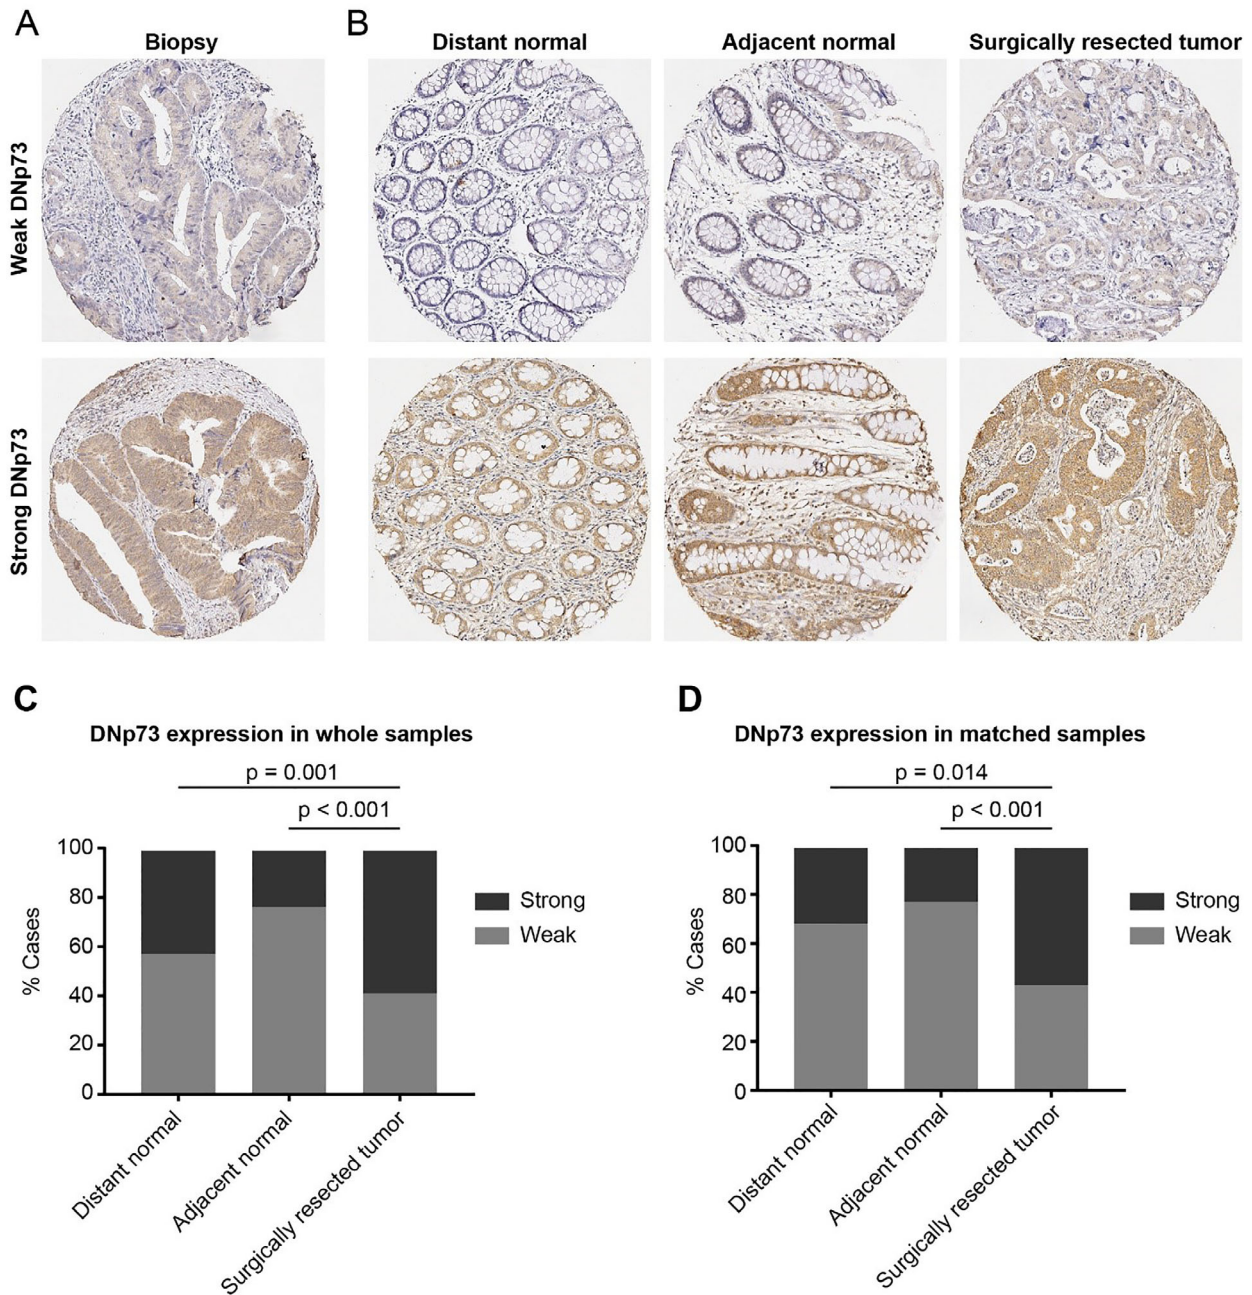 A
B
Biopsy
Distant normal
Adjacent normal
Surgically resected tumor
Weak DNp73
Strong DNp73
C
DNp73 expression in whole samples
p = 0.001
p < 0.001
100
80
60
40
20
0
% Cases
Strong
Weak
Distant normal
Adjacent normal
Surgically resected tumor
D
DNp73 expression in matched samples
p = 0.014
p < 0.001
100
80
60
40
20
0
% Cases
Strong
Weak
Distant normal
Adjacent normal
Surgically resected tumor